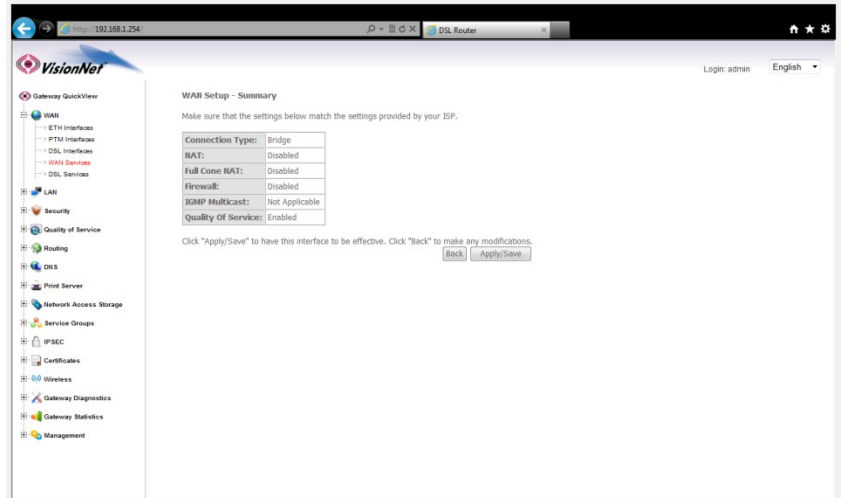 http://192.168.1.254/
DSL Router
VisionNet
Login: admin
English
Gateway QuickView
WAN
ETH Interfaces
PTM Interfaces
DSL Interfaces
WAN Services
DSL Services
LAN
Security
Quality of Service
Routing
DNS
Print Server
Network Access Storage
Service Groups
IPSEC
Certificates
Wireless
Gateway Diagnostics
Gateway Statistics
Management
WAN Setup - Summary
Make sure that the settings below match the settings provided by your ISP.
Connection Type: Bridge
NAT: Disabled
Full Cone NAT: Disabled
Firewall: Disabled
IGMP Multicast: Not Applicable
Quality Of Service: Enabled
Click "Apply/Save" to have this interface to be effective. Click "Back" to make any modifications.
Back Apply/Save